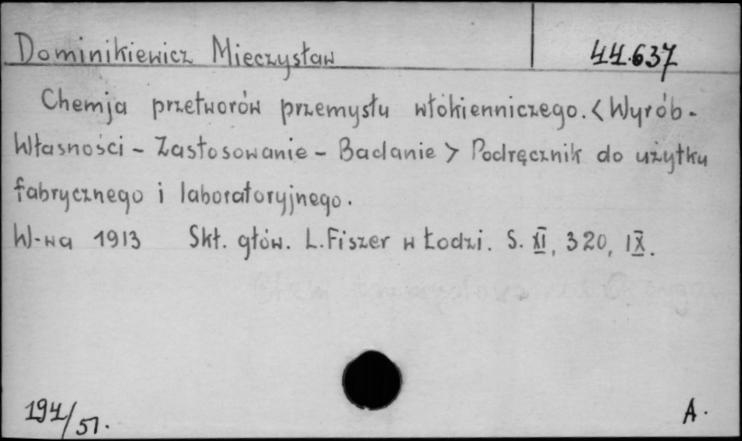 Dominikiewicz Mieczysław 44.637
Chemja przetworów przemysłu włókienniczego. <Wyrób-
Własności - Zastosowanie - Badanie> Podręcznik do użytku
fabrycznego i laboratoryjnego.
W-wa 1913 Skł. głów. L. Fiszer w Łodzi. S. XI, 320, IX.
194/51. A.